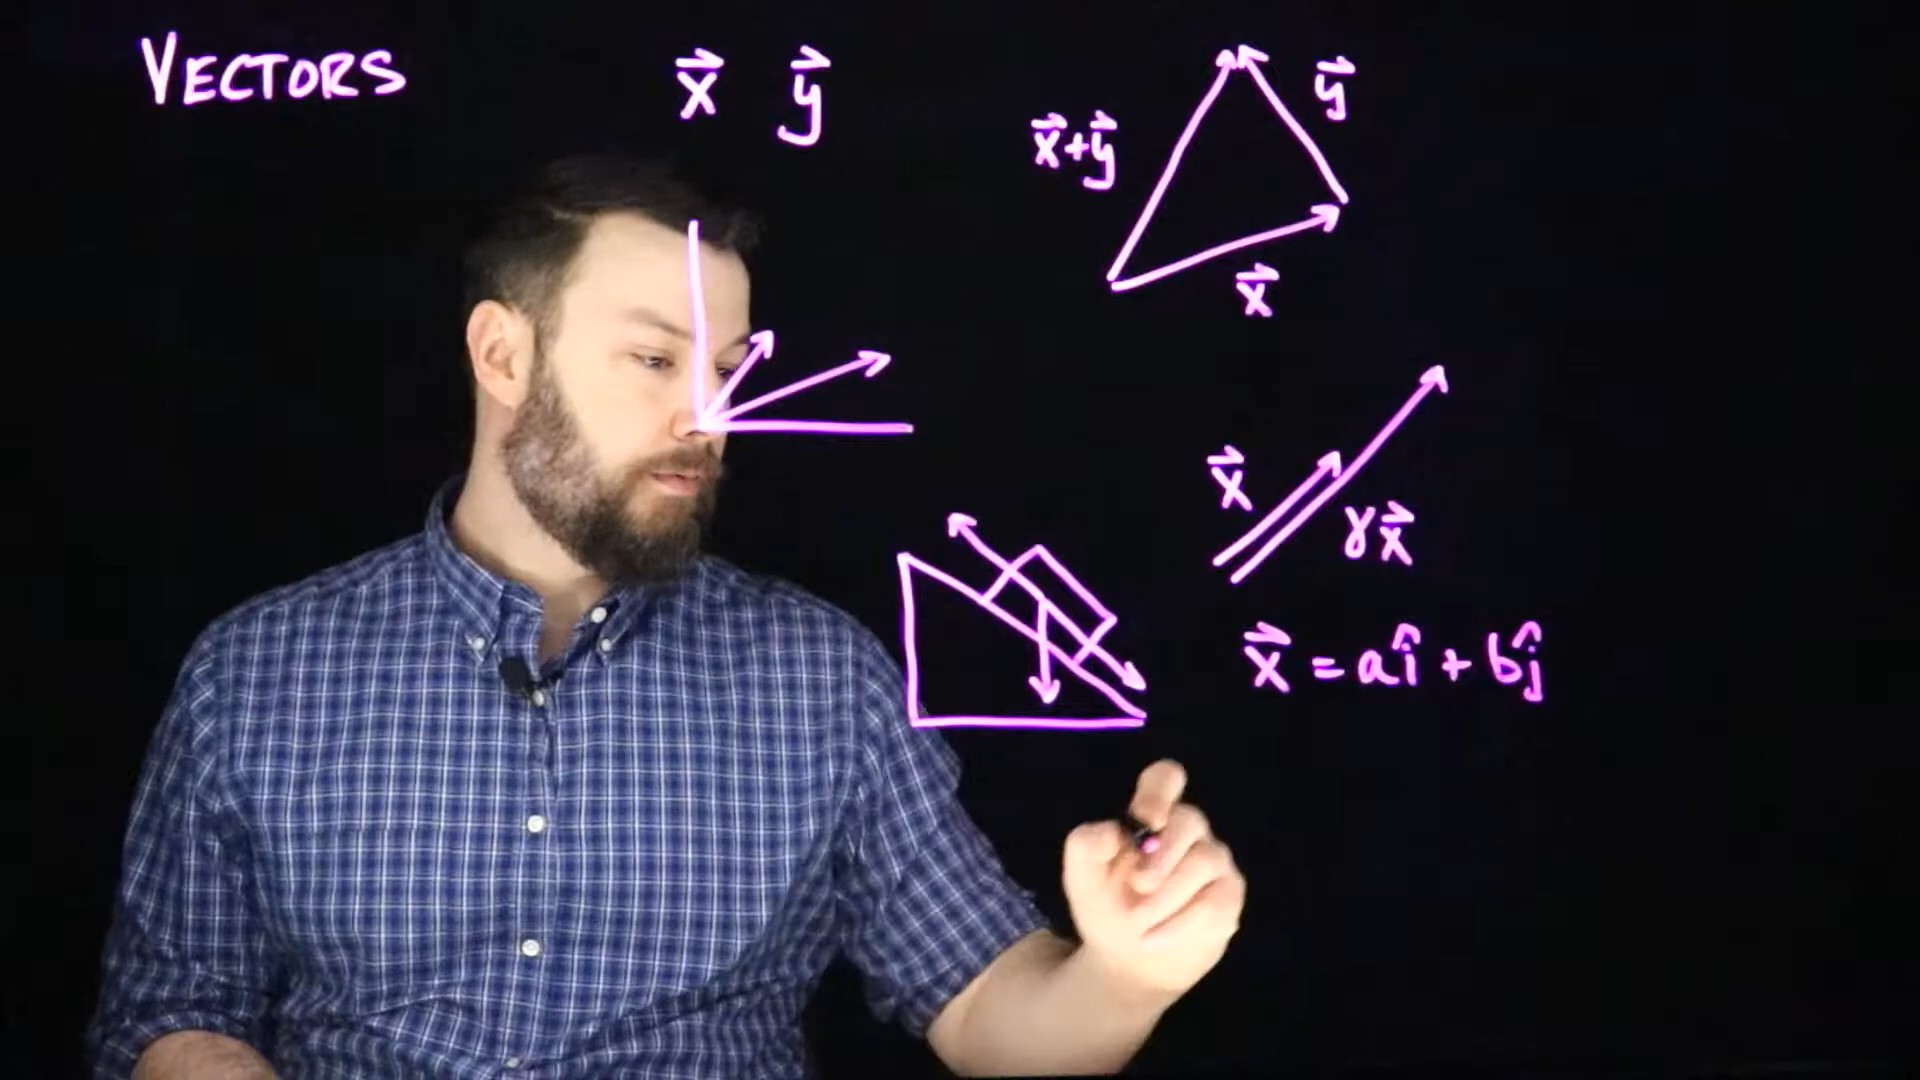 VECTORS
x⃗ y⃗
y⃗
x⃗+y⃗
x⃗
x⃗
γx⃗
x⃗ = aî + bĵ